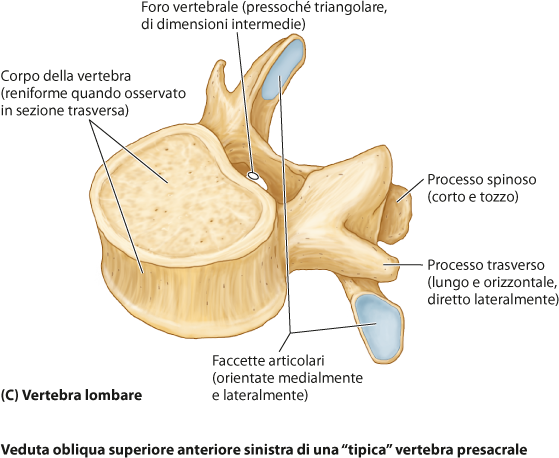 Foro vertebrale (pressoché triangolare,
di dimensioni intermedie)
Corpo della vertebra
(reniforme quando osservato
in sezione trasversa)
Processo spinoso
(corto e tozzo)
Processo trasverso
(lungo e orizzontale,
diretto lateralmente)
Faccette articolari
(orientate medialmente
e lateralmente)
(C) Vertebra lombare
Veduta obliqua superiore anteriore sinistra di una “tipica” vertebra presacrale